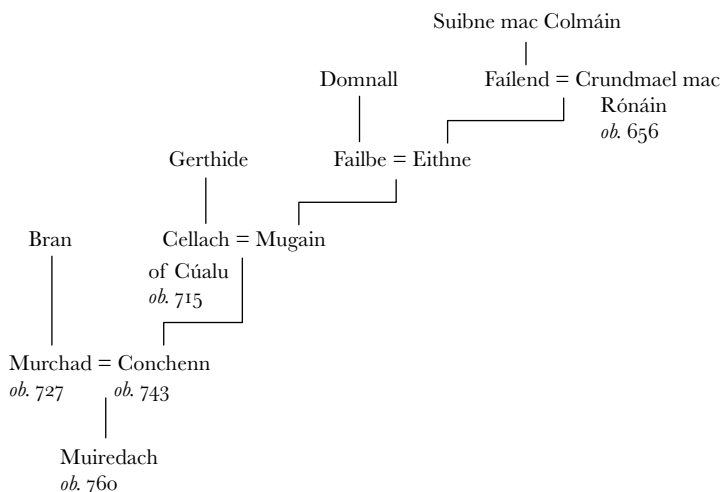 Suibne mac Colmáin
Domnall
Faílend = Crundmael mac
Rónáin
ob. 656
Gerthide
Failbe = Eithne
Bran
Cellach = Mugain
of Cúalu
ob. 715
Murchad = Conchenn
ob. 727 ob. 743
Muiredach
ob. 760